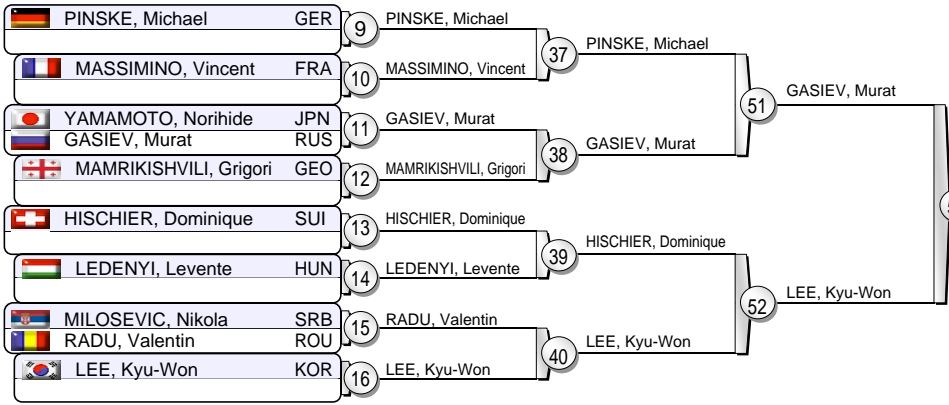 PINSKE, Michael GER
MASSIMINO, Vincent FRA
YAMAMOTO, Norihide JPN
GASIEV, Murat RUS
MAMRIKISHVILI, Grigori GEO
HISCHIER, Dominique SUI
LEDENYI, Levente HUN
MILOSEVIC, Nikola SRB
RADU, Valentin ROU
LEE, Kyu-Won KOR
9 PINSKE, Michael
10 MASSIMINO, Vincent
11 GASIEV, Murat
12 MAMRIKISHVILI, Grigori
13 HISCHIER, Dominique
14 LEDENYI, Levente
15 RADU, Valentin
16 LEE, Kyu-Won
37 PINSKE, Michael
38 GASIEV, Murat
39 HISCHIER, Dominique
40 LEE, Kyu-Won
51 GASIEV, Murat
52 LEE, Kyu-Won